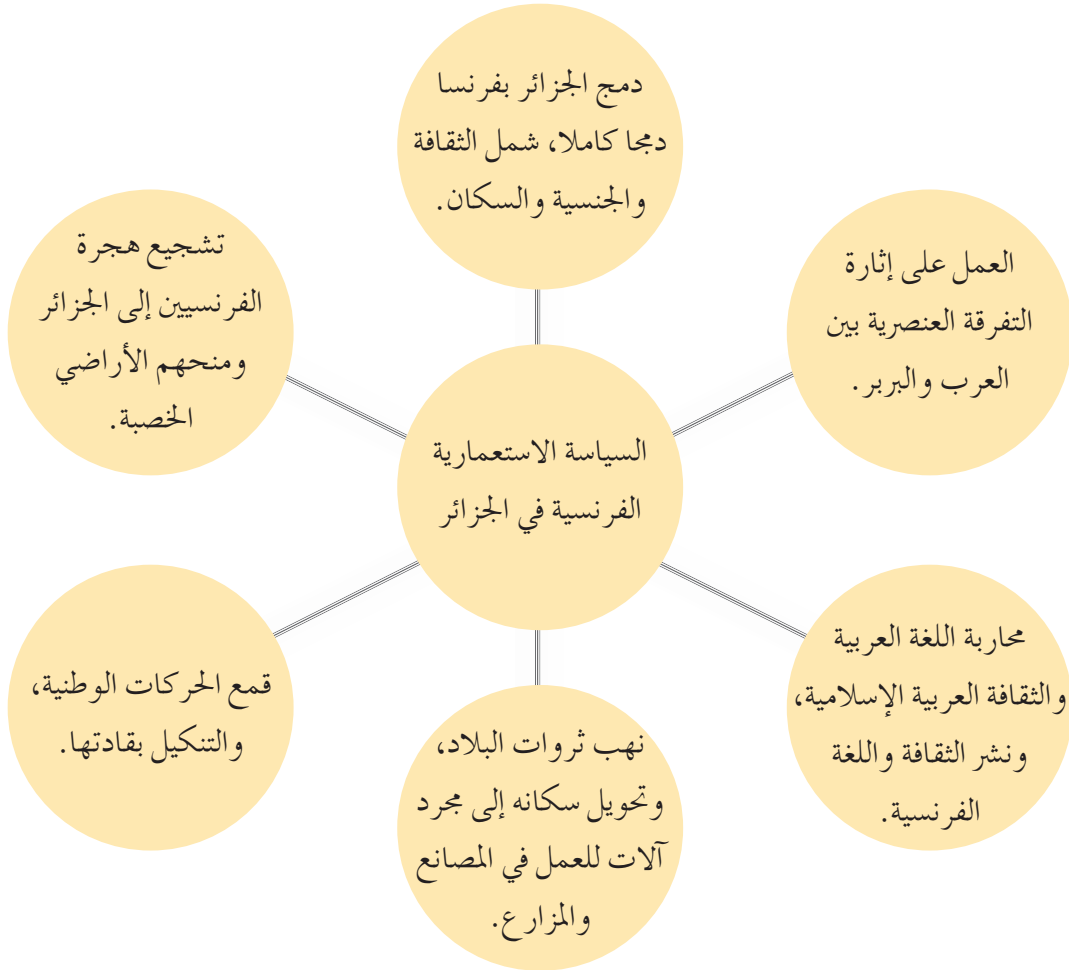 دمج الجزائر بفرنسا
دمجا كاملا، شمل الثقافة
والجنسية والسكان.
العمل على إثارة
التفرقة العنصرية بين
العرب والبربر.
تشجيع هجرة
الفرنسيين إلى الجزائر
ومنحهم الأراضي
الخصبة.
السياسة الاستعمارية
الفرنسية في الجزائر
محاربة اللغة العربية
والثقافة العربية الإسلامية،
ونشر الثقافة واللغة
الفرنسية.
قمع الحركات الوطنية،
والتنكيل بقادتها.
نهب ثروات البلاد،
وتحويل سكانه إلى مجرد
آلات للعمل في المصانع
والمزارع.